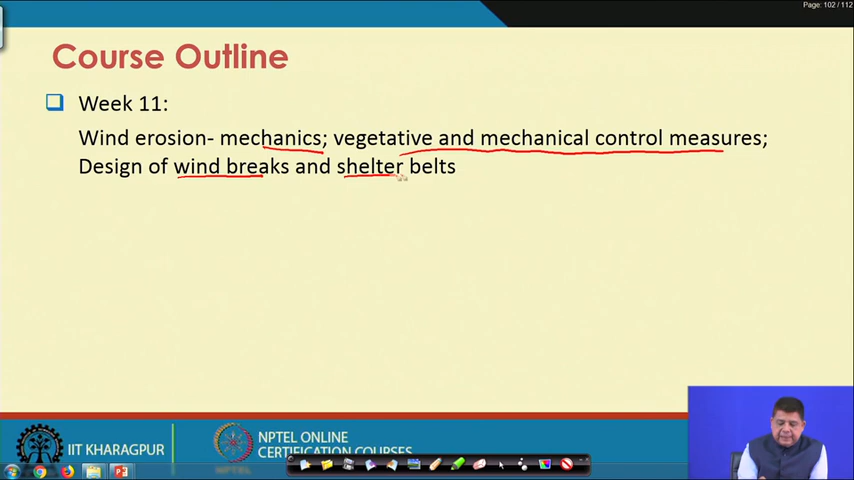 Page: 102 / 112
Course Outline
Week 11:
Wind erosion- mechanics; vegetative and mechanical control measures;
Design of wind breaks and shelter belts
IIT KHARAGPUR
NPTEL ONLINE
CERTIFICATION COURSES
NPTEL